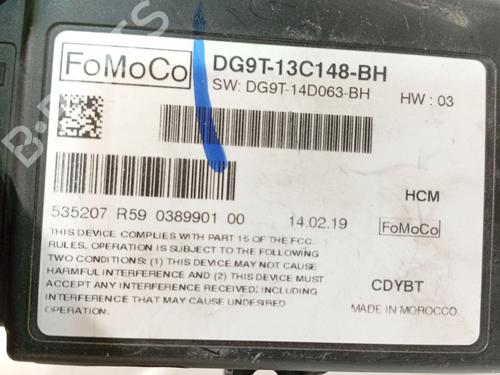 FoMoCo
DG9T-13C148-BH
SW: DG9T-14D063-BH
HW : 03
HCM
535207 R59 0389901 00
14.02.19
FoMoCo
THIS DEVICE COMPLIES WITH PART 15 OF THE FCC
RULES. OPERATION IS SUBJECT TO THE FOLLOWING
TWO CONDITIONS: (1) THIS DEVICE MAY NOT CAUSE
HARMFUL INTERFERENCE AND (2) THIS DEVICE MUST
ACCEPT ANY INTERFERENCE RECEIVED, INCLUDING
INTERFERENCE THAT MAY CAUSE UNDESIRED
OPERATION.
CDYBT
MADE IN MOROCCO